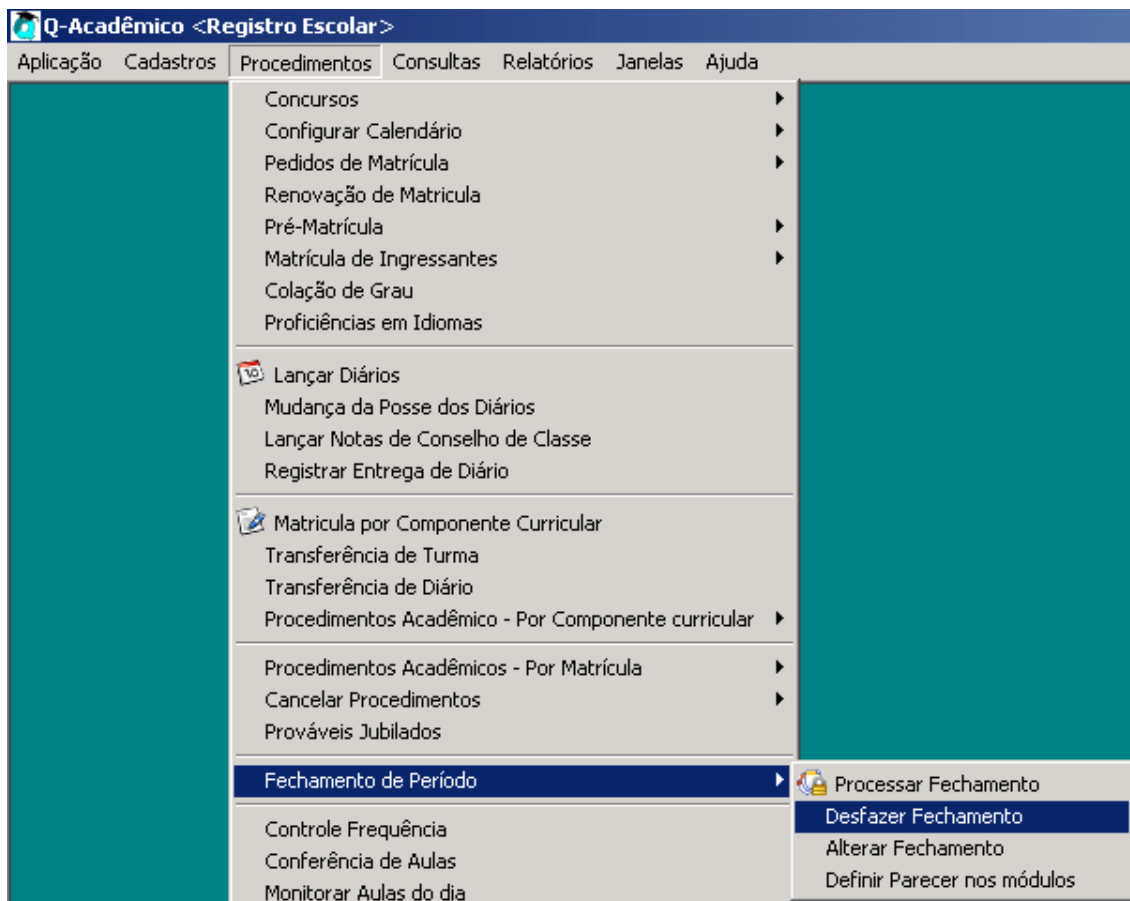 Q-Acadêmico <Registro Escolar>
Aplicação Cadastros Procedimentos Consultas Relatórios Janelas Ajuda
Concursos
Configurar Calendário
Pedidos de Matrícula
Renovação de Matricula
Pré-Matrícula
Matrícula de Ingressantes
Colação de Grau
Proficiências em Idiomas
Lançar Diários
Mudança da Posse dos Diários
Lançar Notas de Conselho de Classe
Registrar Entrega de Diário
Matricula por Componente Curricular
Transferência de Turma
Transferência de Diário
Procedimentos Acadêmico - Por Componente curricular
Procedimentos Acadêmicos - Por Matrícula
Cancelar Procedimentos
Prováveis Jubilados
Fechamento de Período
Processar Fechamento
Desfazer Fechamento
Alterar Fechamento
Definir Parecer nos módulos
Controle Frequência
Conferência de Aulas
Monitorar Aulas do dia